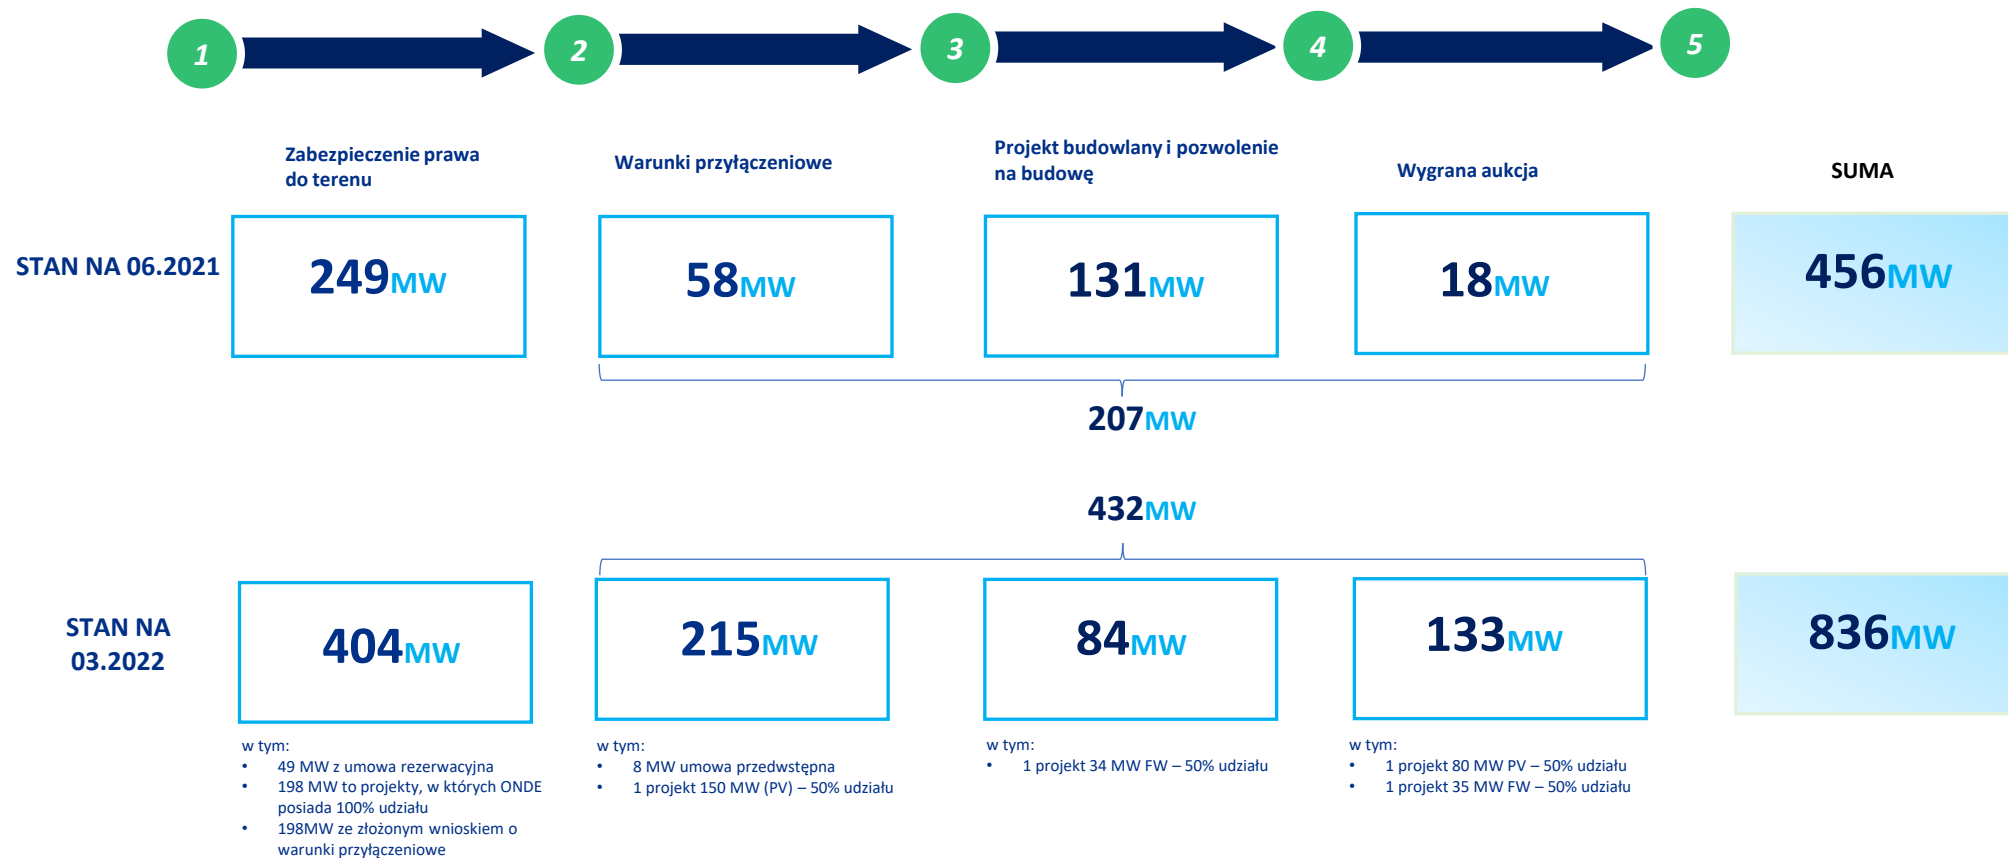 1
2
3
4
5
Zabezpieczenie prawa
do terenu
Warunki przyłączeniowe
Projekt budowlany i pozwolenie
na budowę
Wygrana aukcja
SUMA
STAN NA 06.2021
249MW
58MW
131MW
18MW
456MW
207MW
432MW
STAN NA
03.2022
404MW
215MW
84MW
133MW
836MW
w tym:
• 49 MW z umowa rezerwacyjna
• 198 MW to projekty, w których ONDE
posiada 100% udziału
• 198MW ze złożonym wnioskiem o
warunki przyłączeniowe
w tym:
• 8 MW umowa przedwstępna
• 1 projekt 150 MW (PV) – 50% udziału
w tym:
• 1 projekt 34 MW FW – 50% udziału
w tym:
• 1 projekt 80 MW PV – 50% udziału
• 1 projekt 35 MW FW – 50% udziału